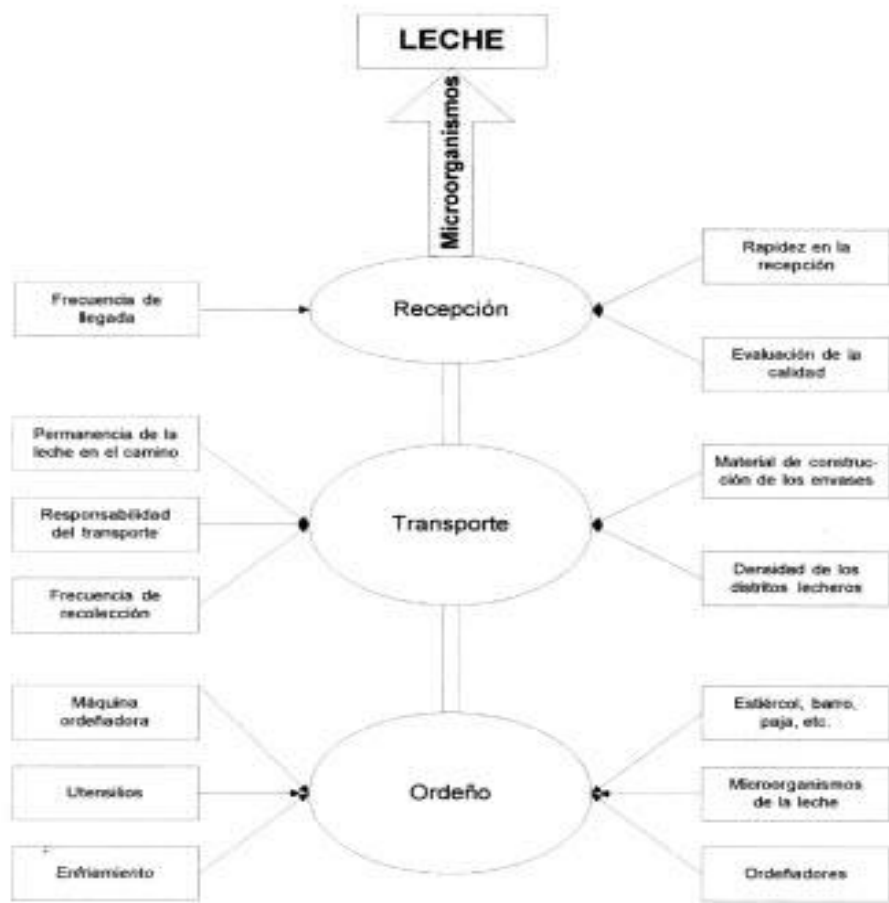 LECHE
Microorganismos
Rapidez en la
recepción
Frecuencia de
llegada
Recepción
Evaluación de la
calidad
Permanencia de la
leche en el camino
Material de construc-
ción de los envases
Responsabilidad
del transporte
Transporte
Frecuencia de
recolección
Densidad de los
distritos lecheros
Máquina
ordeñadora
Estiércol, barro,
paja, etc.
Utensilios
Ordeño
Microorganismos
de la leche
Enfriamiento
Ordeñadores